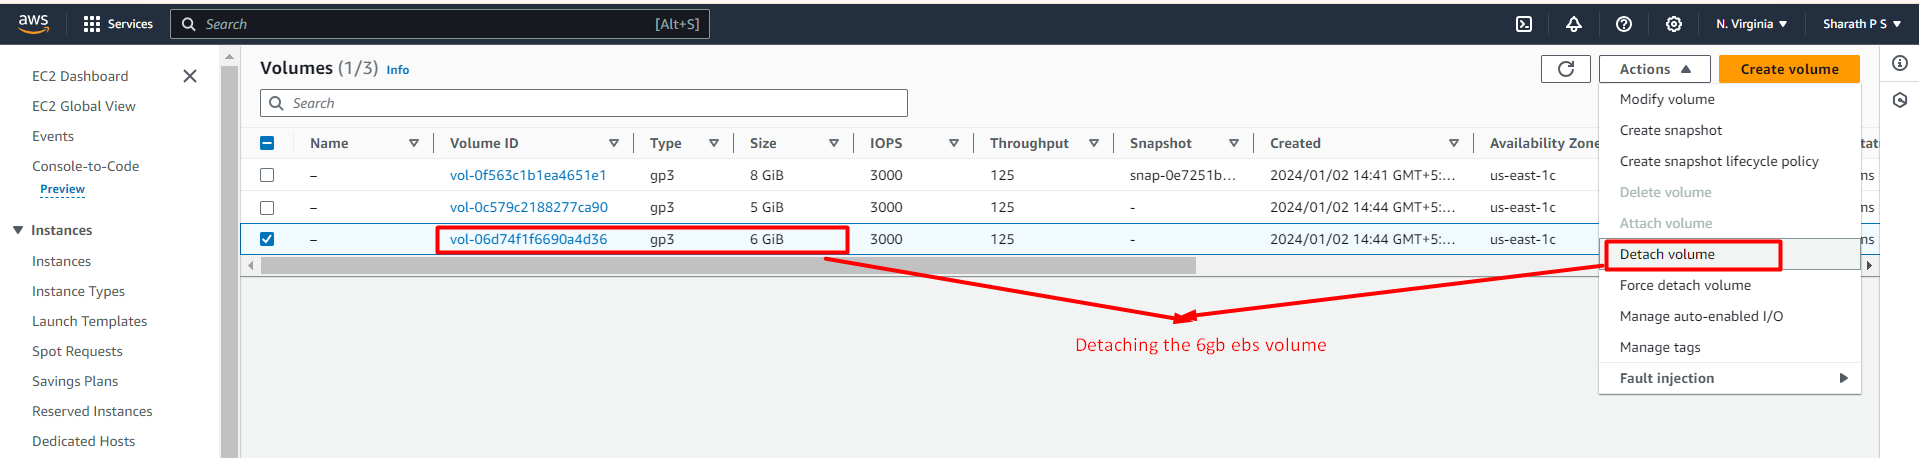 aws Services Search [Alt+S] N. Virginia Sharath P S
EC2 Dashboard
EC2 Global View
Events
Console-to-Code
Preview
Instances
Instances
Instance Types
Launch Templates
Spot Requests
Savings Plans
Reserved Instances
Dedicated Hosts
Volumes (1/3) Info
Actions
Create volume
Search
Name Volume ID Type Size IOPS Throughput Snapshot Created Availability Zone
– vol-0f563c1b1ea4651e1 gp3 8 GiB 3000 125 snap-0e7251b... 2024/01/02 14:41 GMT+5:... us-east-1c
– vol-0c579c2188277ca90 gp3 5 GiB 3000 125 - 2024/01/02 14:44 GMT+5:... us-east-1c
– vol-06d74f1f6690a4d36 gp3 6 GiB 3000 125 - 2024/01/02 14:44 GMT+5:... us-east-1c
Modify volume
Create snapshot
Create snapshot lifecycle policy
Delete volume
Attach volume
Detach volume
Force detach volume
Manage auto-enabled I/O
Manage tags
Fault injection
Detaching the 6gb ebs volume